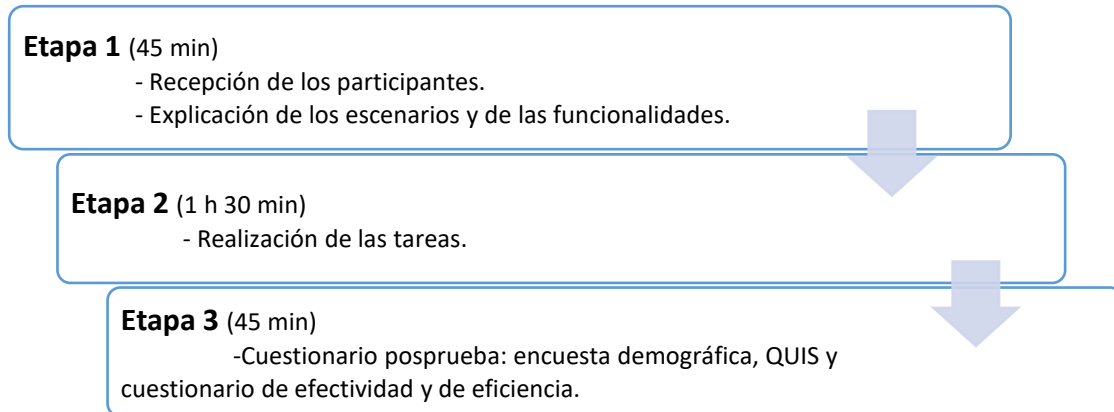 Etapa 1 (45 min)
- Recepción de los participantes.
- Explicación de los escenarios y de las funcionalidades.
Etapa 2 (1 h 30 min)
- Realización de las tareas.
Etapa 3 (45 min)
-Cuestionario posprueba: encuesta demográfica, QUIS y
cuestionario de efectividad y de eficiencia.